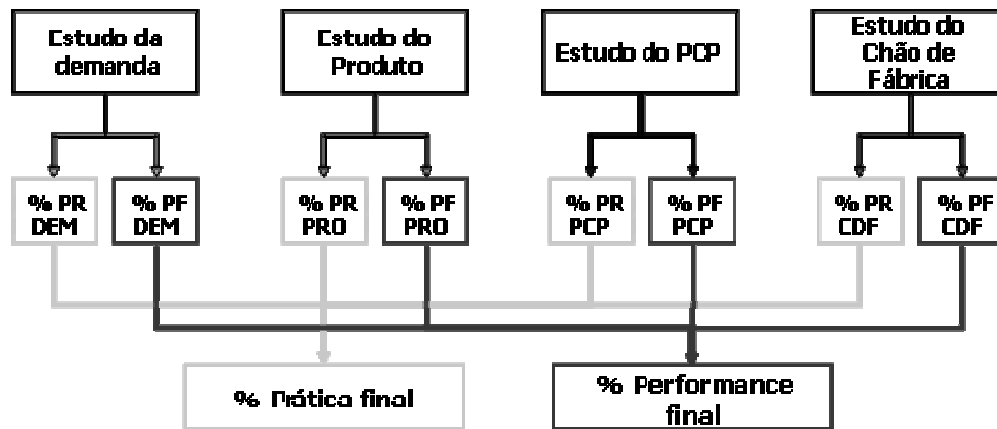 Estudo da
demanda
Estudo do
Produto
Estudo do PCP
Estudo do
Chão de
Fábrica
% PR
DEM
% PF
DEM
% PR
PRO
% PF
PRO
% PR
PCP
% PF
PCP
% PR
CDF
% PF
CDF
% Prática final
% Performance
final